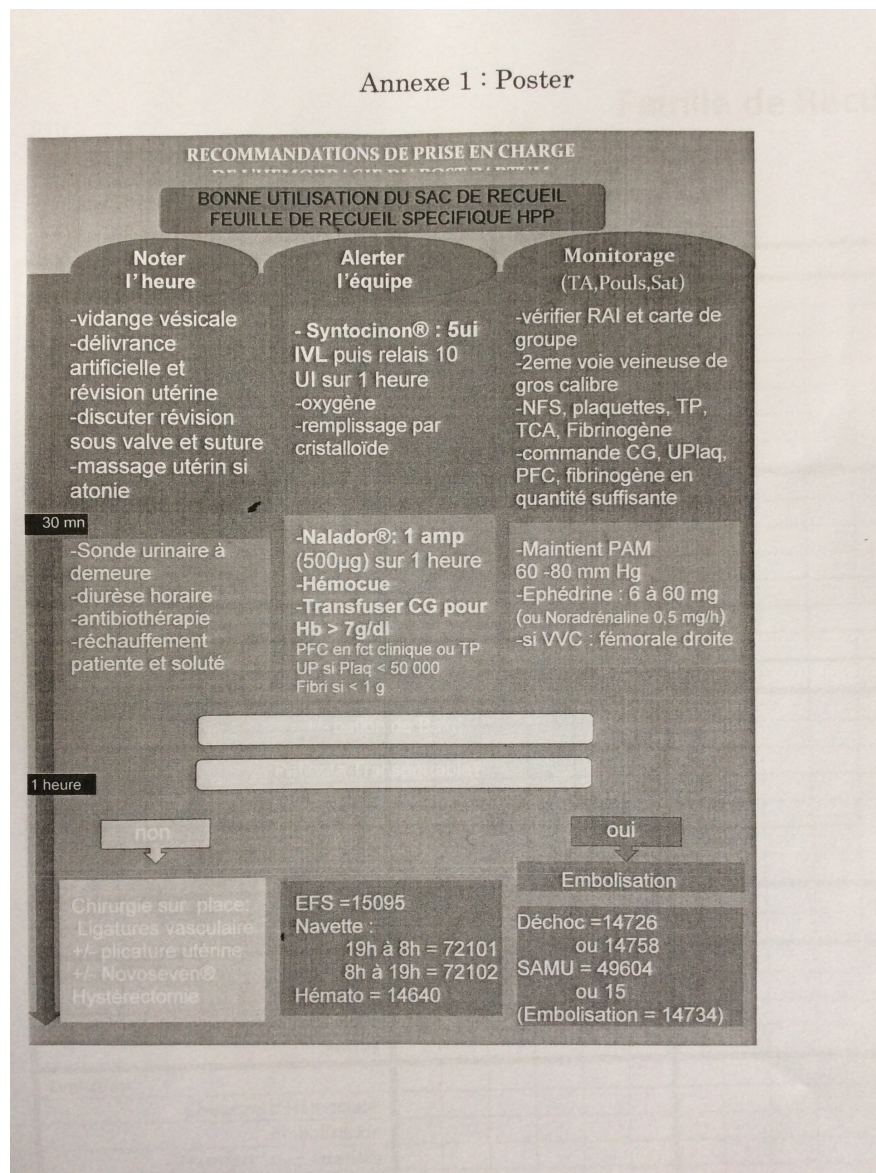 Annexe 1 : Poster
RECOMMANDATIONS DE PRISE EN CHARGE
DE L'HEMORRAGIE DU POST PARTUM
BONNE UTILISATION DU SAC DE RECUEIL
FEUILLE DE RECUEIL SPECIFIQUE HPP
Noter
l'heure
-vidange vésicale
-délivrance
artificielle et
révision utérine
-discuter révision
sous valve et suture
-massage utérin si
atonie
Alerter
l'équipe
- Syntocinon® : 5ui
IVL puis relais 10
UI sur 1 heure
-oxygène
-remplissage par
cristalloïde
Monitorage
(TA,Pouls,Sat)
-vérifier RAI et carte de
groupe
-2eme voie veineuse de
gros calibre
-NFS, plaquettes, TP,
TCA, Fibrinogène
-commande CG, UPlaq,
PFC, fibrinogène en
quantité suffisante
30 mn
-Sonde urinaire à
demeure
-diurèse horaire
-antibiothérapie
-réchauffement
patiente et soluté
-Nalador®: 1 amp
(500µg) sur 1 heure
-Hémocue
-Transfuser CG pour
Hb > 7g/dl
PFC en fct clinique ou TP
UP si Plaq < 50 000
Fibri si < 1 g
-Maintient PAM
60 -80 mm Hg
-Ephédrine : 6 à 60 mg
(ou Noradrénaline 0,5 mg/h)
-si VVC : fémorale droite
1 heure
non
Chirurgie sur place:
Ligatures vasculaire
+/- plicature utérine
+/- Novoseven®
Hystérectomie
EFS =15095
Navette :
19h à 8h = 72101
8h à 19h = 72102
Hémato = 14640
oui
Embolisation
Déchoc =14726
ou 14758
SAMU = 49604
ou 15
(Embolisation = 14734)